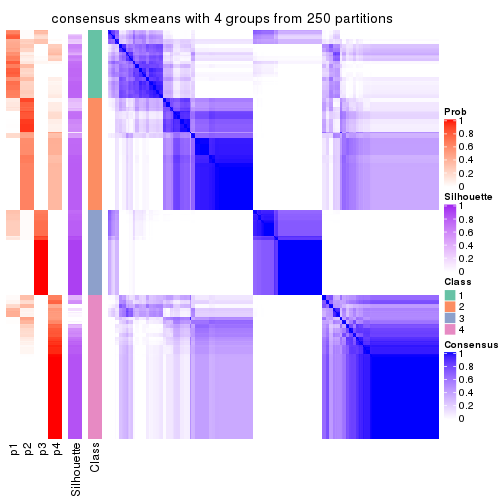 consensus skmeans with 4 groups from 250 partitions
p1
p2
p3
p4
Silhouette
Class
Prob
1
0.8
0.6
0.4
0.2
0
Silhouette
1
0.8
0.6
0.4
0.2
0
Class
1
2
3
4
Consensus
1
0.8
0.6
0.4
0.2
0